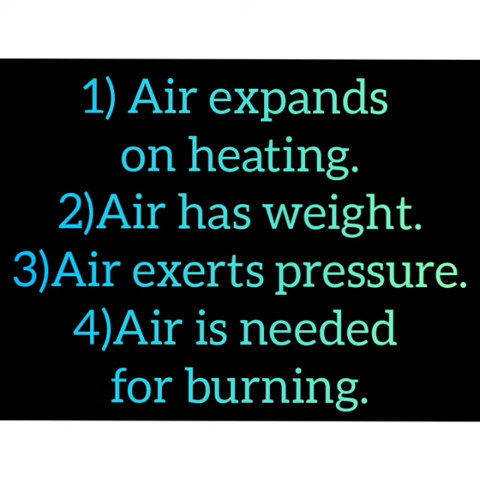 1) Air expands
on heating.
2)Air has weight.
3)Air exerts pressure.
4)Air is needed
for burning.